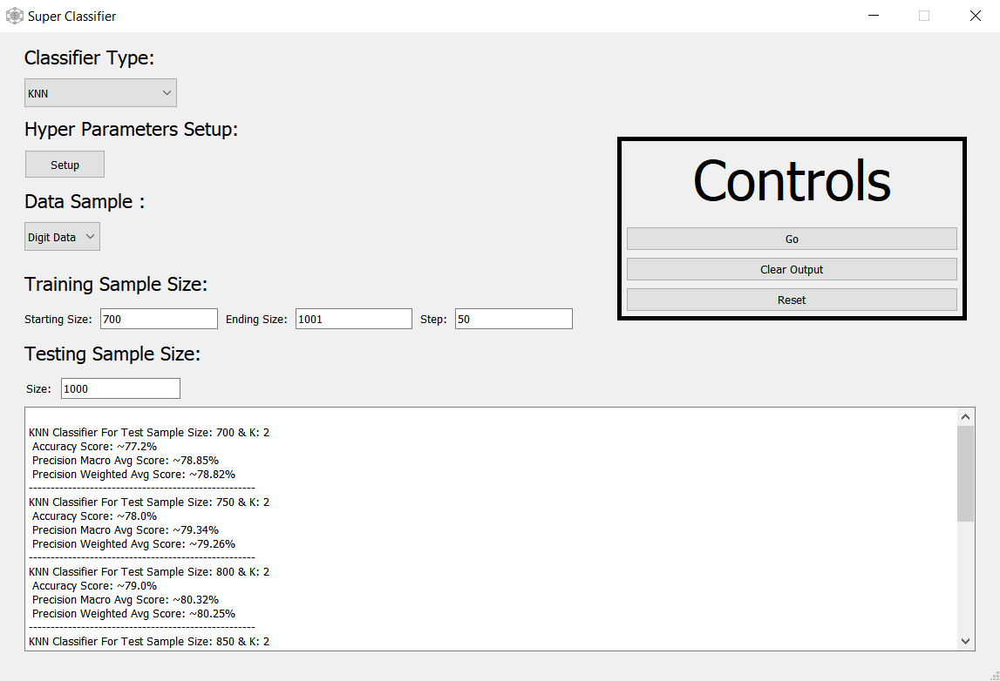 Super Classifier
Classifier Type:
KNN
Hyper Parameters Setup:
Setup
Data Sample :
Digit Data
Controls
Go
Clear Output
Reset
Training Sample Size:
Starting Size: 700 Ending Size: 1001 Step: 50
Testing Sample Size:
Size: 1000
KNN Classifier For Test Sample Size: 700 & K: 2
Accuracy Score: ~77.2%
Precision Macro Avg Score: ~78.85%
Precision Weighted Avg Score: ~78.82%
----------------------------------------------------
KNN Classifier For Test Sample Size: 750 & K: 2
Accuracy Score: ~78.0%
Precision Macro Avg Score: ~79.34%
Precision Weighted Avg Score: ~79.26%
----------------------------------------------------
KNN Classifier For Test Sample Size: 800 & K: 2
Accuracy Score: ~79.0%
Precision Macro Avg Score: ~80.32%
Precision Weighted Avg Score: ~80.25%
----------------------------------------------------
KNN Classifier For Test Sample Size: 850 & K: 2